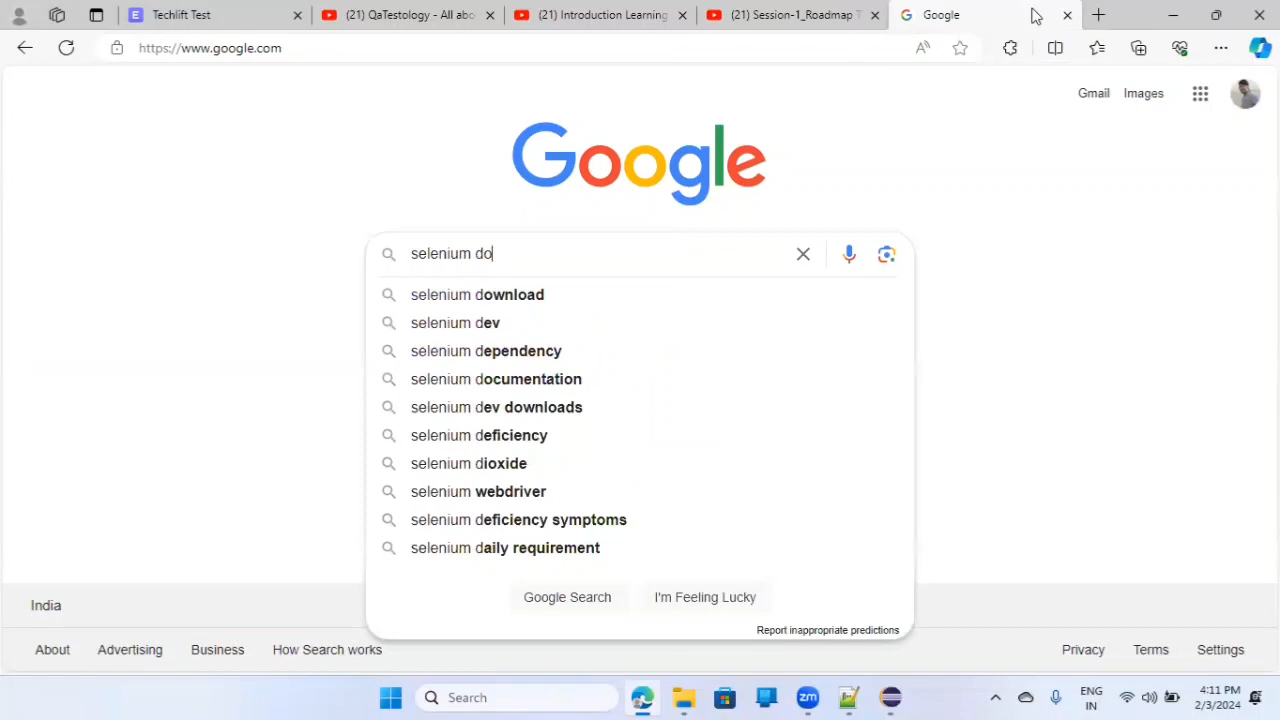 Techlift Test
(21) QaTestology - All abo
(21) Introduction Learning
(21) Session-1_Roadmap T
Google
https://www.google.com
Gmail
Images
Google
selenium do
selenium download
selenium dev
selenium dependency
selenium documentation
selenium dev downloads
selenium deficiency
selenium dioxide
selenium webdriver
selenium deficiency symptoms
selenium daily requirement
Google Search
I'm Feeling Lucky
Report inappropriate predictions
India
About
Advertising
Business
How Search works
Privacy
Terms
Settings
Search
zm
ENG
IN
4:11 PM
2/3/2024